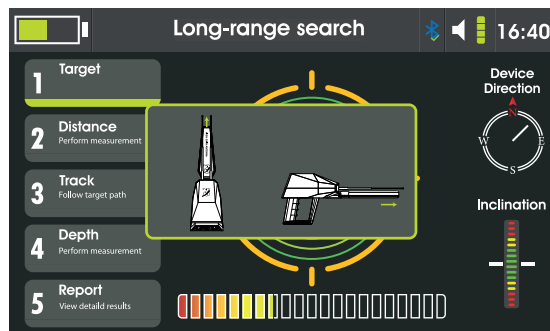 Long-range search
16:40
1 Target
2 Distance
Perform measurement
3 Track
Follow target path
4 Depth
Perform measurement
5 Report
View detaild results
Device
Direction
N
W E
S
Inclination